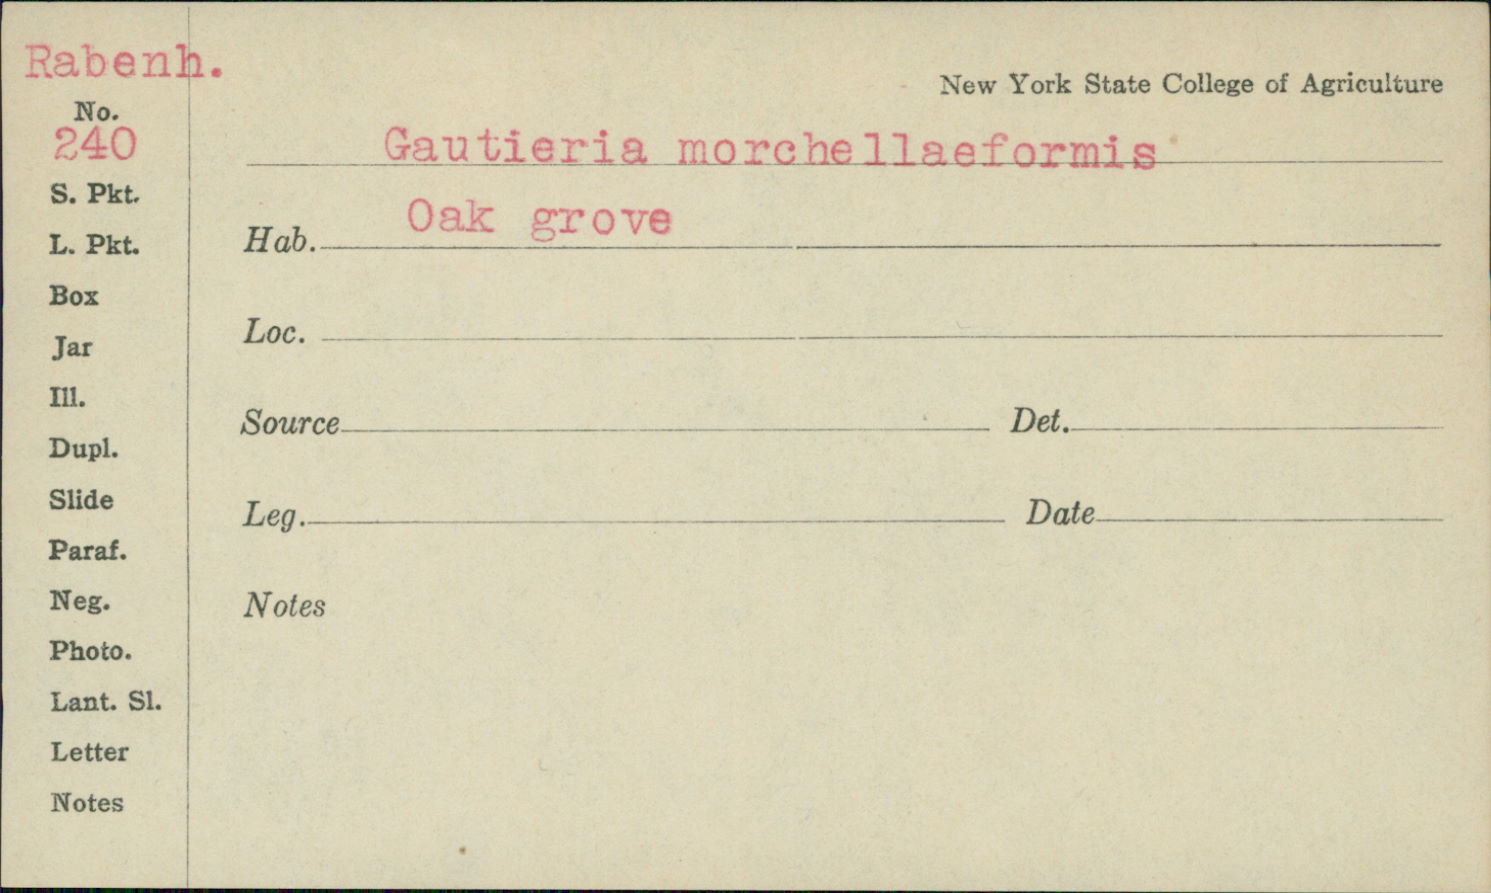 Rabenh.
New York State College of Agriculture
No.
240
Gautieria morchellaeformis
S. Pkt.
Hab. Oak grove
L. Pkt.
Box
Loc.
Jar
Ill.
Source Det.
Dupl.
Slide
Leg. Date
Paraf.
Neg.
Notes
Photo.
Lant. Sl.
Letter
Notes